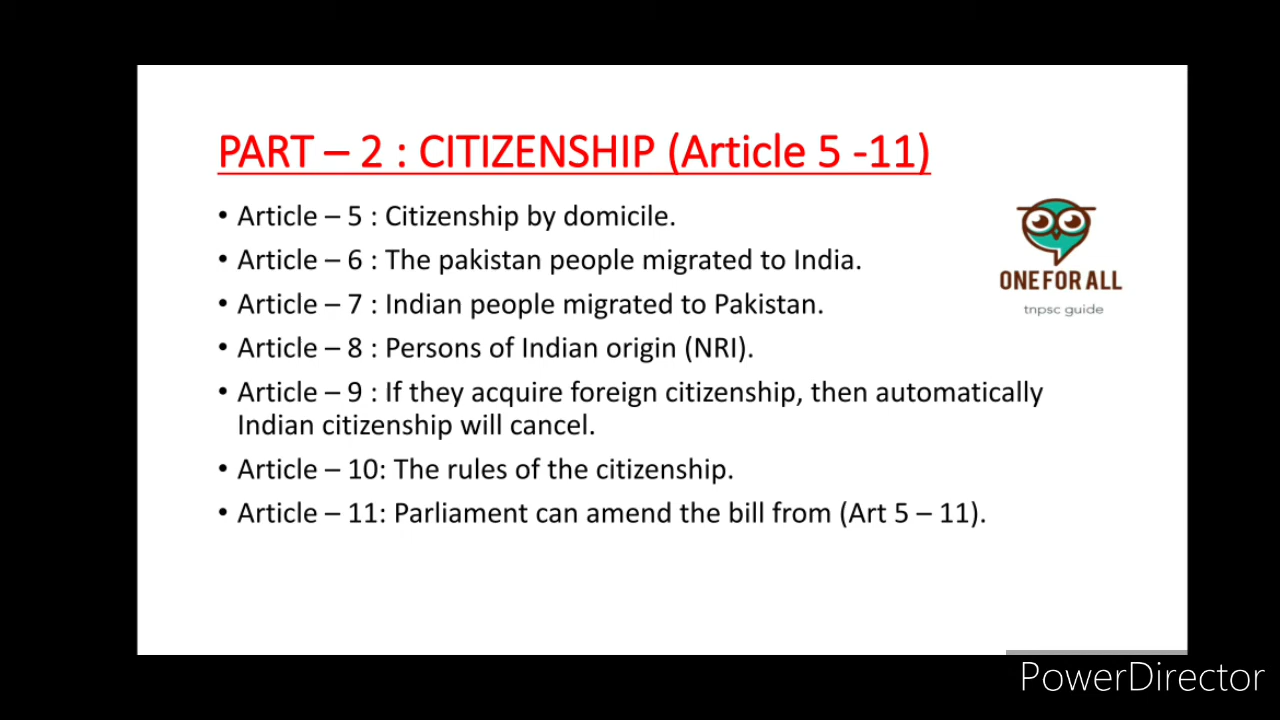 PART – 2 : CITIZENSHIP (Article 5 -11)
• Article – 5 : Citizenship by domicile.
• Article – 6 : The pakistan people migrated to India.
• Article – 7 : Indian people migrated to Pakistan.
• Article – 8 : Persons of Indian origin (NRI).
• Article – 9 : If they acquire foreign citizenship, then automatically
Indian citizenship will cancel.
• Article – 10: The rules of the citizenship.
• Article – 11: Parliament can amend the bill from (Art 5 – 11).
ONE FOR ALL
tnpsc guide
PowerDirector